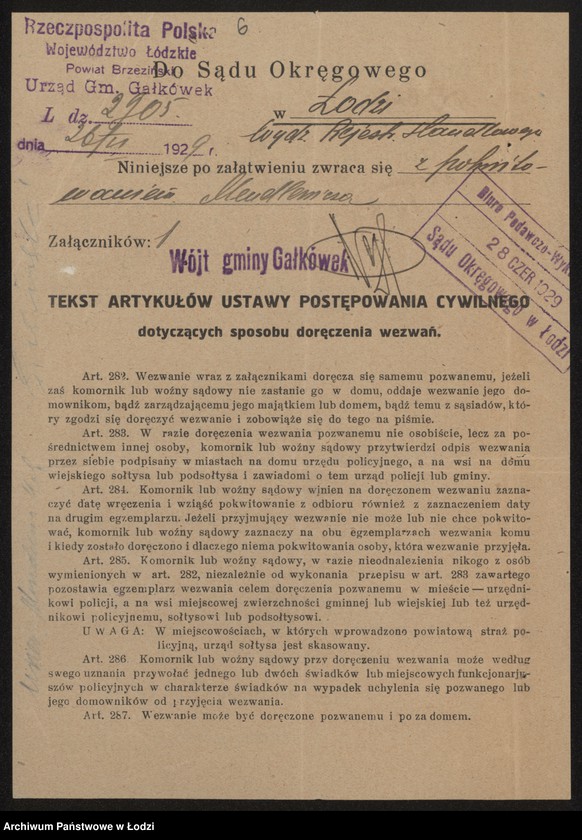 Rzeczpospolita Polska
6
Województwo Łódzkie
Powiat Brzeziński
Urząd Gm. Gałkówek
L dz. 2905.
dnia 26/VI 1929 r.
Do Sądu Okręgowego
w Łodzi
Wydz. Rejestr. Handlowego
Niniejsze po załatwieniu zwraca się z pokwito-
waniem
Załączników: 1
Wójt gminy Gałkówek
Biuro Podawczo-Wyk
28 CZER 1929
Sądu Okręgowego w Łodzi
TEKST ARTYKUŁÓW USTAWY POSTĘPOWANIA CYWILNEGO
dotyczących sposobu doręczenia wezwań.
Art. 282. Wezwanie wraz z załącznikami doręcza się samemu pozwanemu, jeżeli
zaś komornik lub woźny sądowy nie zastanie go w domu, oddaje wezwanie jego do-
mownikom, bądź zarządzającemu jego majątkiem lub domem, bądź temu z sąsiadów, któ-
ry zgodzi się doręczyć wezwanie i zobowiąże się do tego na piśmie.
Art. 283. W razie doręczenia wezwania pozwanemu nie osobiście, lecz za po-
średnictwem innej osoby, komornik lub woźny sądowy przytwierdzi odpis wezwania
przez siebie podpisany w miastach na domu urzędu policyjnego, a na wsi na domu
wiejskiego sołtysa lub podsołtysa i zawiadomi o tem urząd policji lub gminy.
Art. 284. Komornik lub woźny sądowy winien na doręczonem wezwaniu zazna-
czyć datę wręczenia i wziąść pokwitowanie z odbioru również z zaznaczeniem daty
na drugim egzemplarzu. Jeżeli przyjmujący wezwanie nie może lub nie chce pokwito-
wać, komornik lub woźny sądowy zaznaczy na obu egzemplarzach wezwania komu
i kiedy zostało doręczono i dlaczego niema pokwitowania osoby, która wezwanie przyjęła.
Art. 285. Komornik lub woźny sądowy, w razie nieodnalezienia nikogo z osób
wymienionych w art. 282, niezależnie od wykonania przepisu w art. 283 zawartego
pozostawia egzemplarz wezwania celem doręczenia pozwanemu w mieście — urzędni-
kowi policji, a na wsi miejscowej zwierzchności gminnej lub wiejskiej lub też urzęd-
nikowi policyjnemu, sołtysowi lub podsołtysowi.
UWAGA: W miejscowościach, w których wprowadzono powiatową straż po-
licyjną, urząd sołtysa jest skasowany.
Art. 286 Komornik lub woźny sądowy przy doręczeniu wezwania może według
swego uznania przywołać jednego lub dwóch świadków lub miejscowych funkcjonarju-
szów policyjnych w charakterze świadków na wypadek uchylenia się pozwanego lub
jego domowników od przyjęcia wezwania.
Art. 287. Wezwanie może być doręczone pozwanemu i poza domem.
Archiwum Państwowe w Łodzi